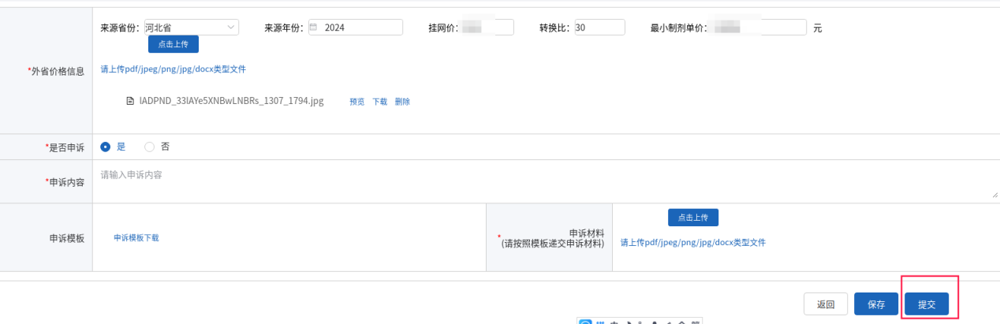 来源省份: 河北省 来源年份: 2024 挂网价: 转换比: 30 最小制剂单价: 元
点击上传
*外省价格信息
请上传pdf/jpeg/png/jpg/docx类型文件
IADPND_33IAYe5XNBwLNBRs_1307_1794.jpg 预览 下载 删除
*是否申诉 是 否
*申诉内容 请输入申诉内容
申诉模板 申诉模板下载
*申诉材料
(请按照模板递交申诉材料)
点击上传
请上传pdf/jpeg/png/jpg/docx类型文件
返回 保存 提交